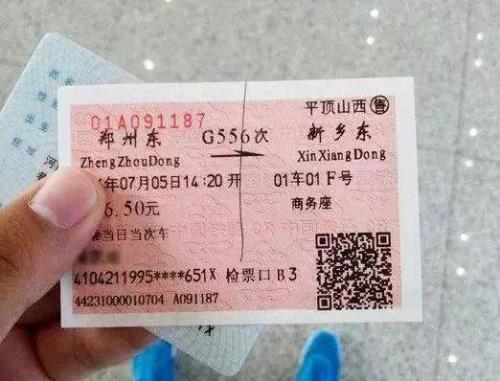 01A091187 平顶山西 售
郑州东 G556次 新乡东
ZhengZhouDong XinXiangDong
年07月05日14:20开 01车01F号
6.50元 商务座
当日当次车
4104211995****651X 检票口B3
44231000010704 A091187